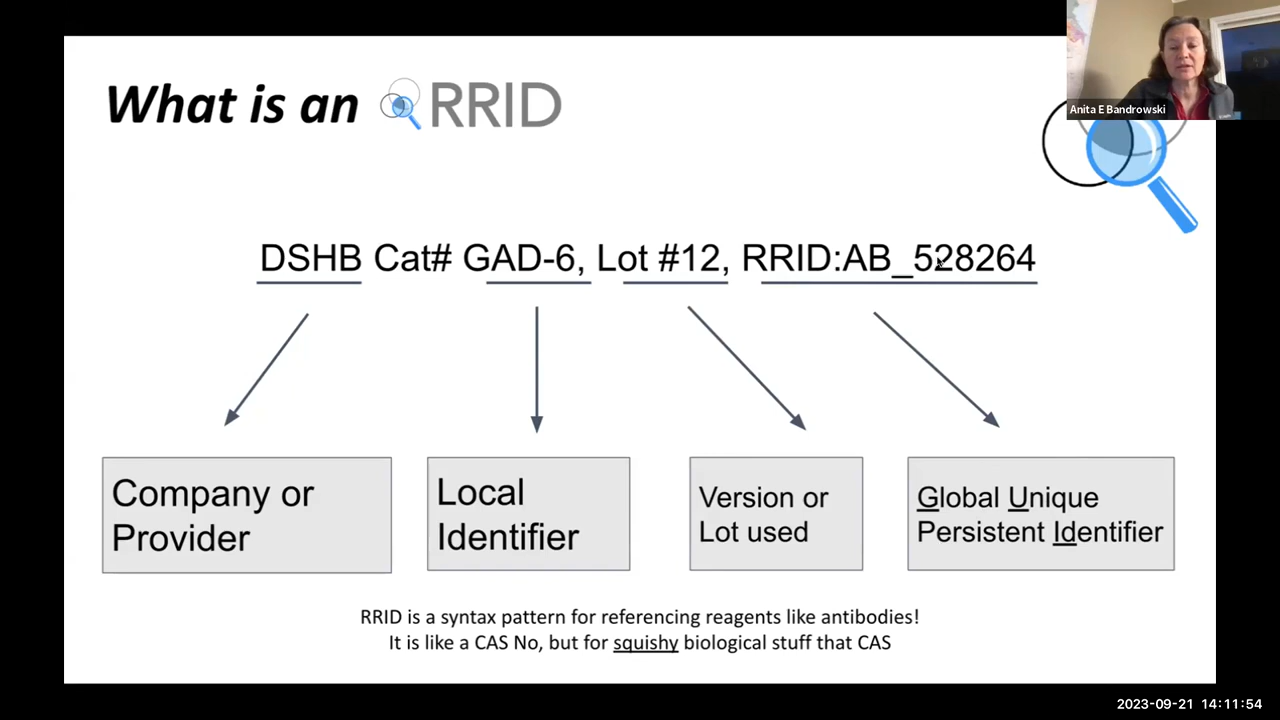 What is an RRID
Anita E Bandrowski
DSHB Cat# GAD-6, Lot #12, RRID:AB_528264
Company or
Provider
Local
Identifier
Version or
Lot used
Global Unique
Persistent Identifier
RRID is a syntax pattern for referencing reagents like antibodies!
It is like a CAS No, but for squishy biological stuff that CAS
2023-09-21 14:11:54